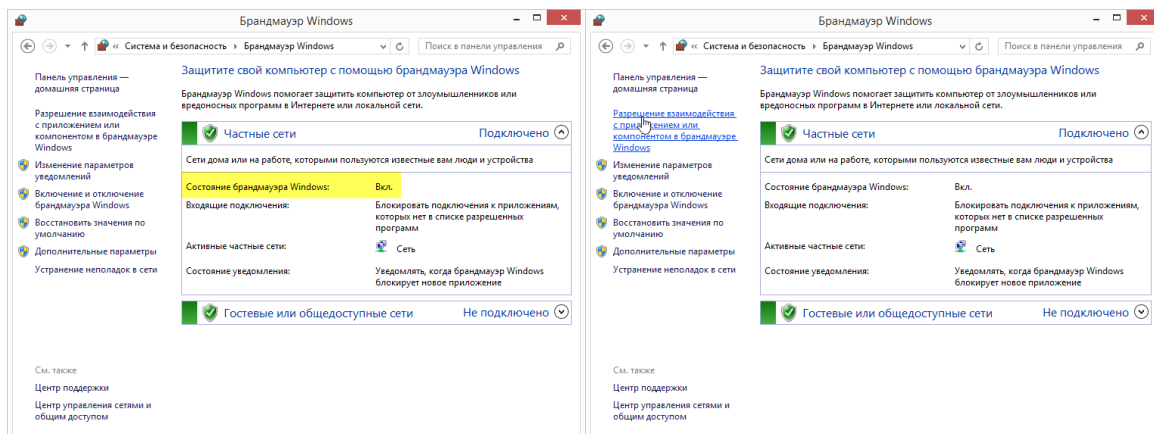 Брандмауэр Windows
« Система и безопасность ▸ Брандмауэр Windows
Поиск в панели управления
Панель управления —
домашняя страница
Разрешение взаимодействия
с приложением или
компонентом в брандмауэре
Windows
Изменение параметров
уведомлений
Включение и отключение
брандмауэра Windows
Восстановить значения по
умолчанию
Дополнительные параметры
Устранение неполадок в сети
См. также
Центр поддержки
Центр управления сетями и
общим доступом
Защитите свой компьютер с помощью брандмауэра Windows
Брандмауэр Windows помогает защитить компьютер от злоумышленников или
вредоносных программ в Интернете или локальной сети.
Частные сети Подключено
Сети дома или на работе, которыми пользуются известные вам люди и устройства
Состояние брандмауэра Windows: Вкл.
Входящие подключения: Блокировать подключения к приложениям,
которых нет в списке разрешенных
программ
Активные частные сети: Сеть
Состояние уведомления: Уведомлять, когда брандмауэр Windows
блокирует новое приложение
Гостевые или общедоступные сети Не подключено
Брандмауэр Windows
« Система и безопасность ▸ Брандмауэр Windows
Поиск в панели управления
Панель управления —
домашняя страница
Разрешение взаимодействия
с приложением или
компонентом в брандмауэре
Windows
Изменение параметров
уведомлений
Включение и отключение
брандмауэра Windows
Восстановить значения по
умолчанию
Дополнительные параметры
Устранение неполадок в сети
См. также
Центр поддержки
Центр управления сетями и
общим доступом
Защитите свой компьютер с помощью брандмауэра Windows
Брандмауэр Windows помогает защитить компьютер от злоумышленников или
вредоносных программ в Интернете или локальной сети.
Частные сети Подключено
Сети дома или на работе, которыми пользуются известные вам люди и устройства
Состояние брандмауэра Windows: Вкл.
Входящие подключения: Блокировать подключения к приложениям,
которых нет в списке разрешенных
программ
Активные частные сети: Сеть
Состояние уведомления: Уведомлять, когда брандмауэр Windows
блокирует новое приложение
Гостевые или общедоступные сети Не подключено